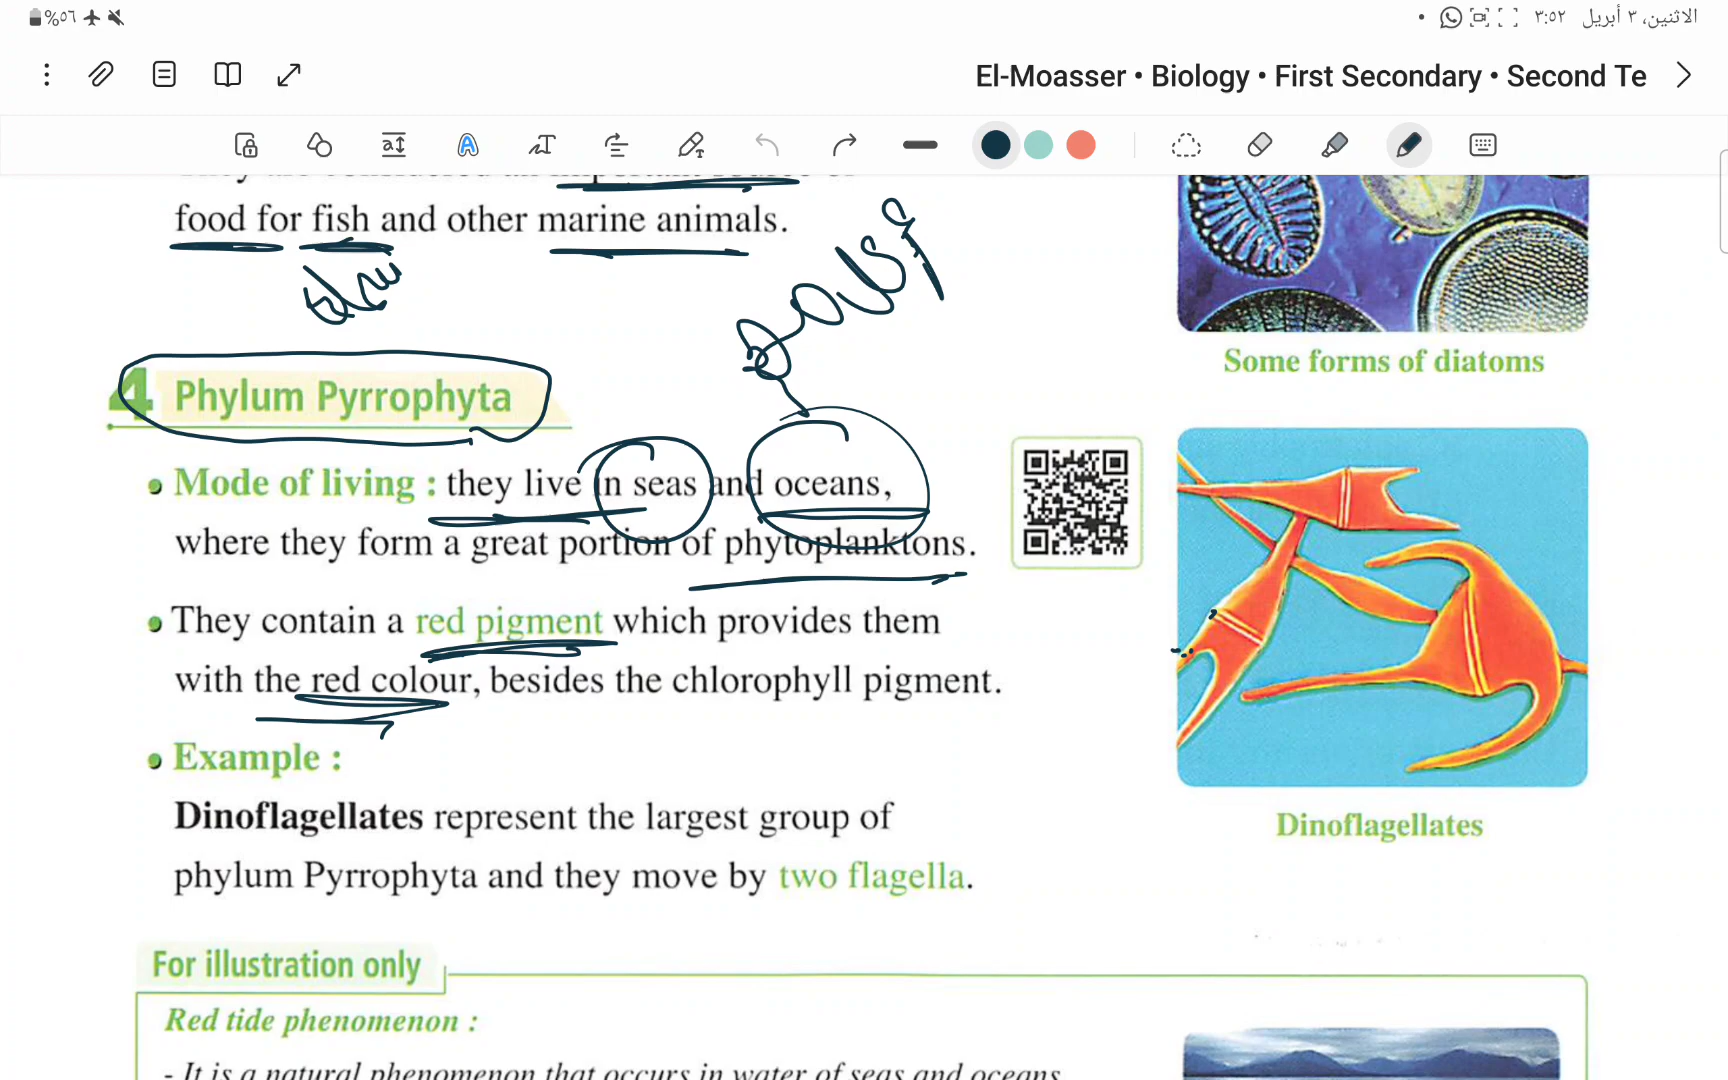 %٥٦
الاثنين، ٣ أبريل ٣:٥٢
El-Moasser • Biology • First Secondary • Second Te
food for fish and other marine animals.
Some forms of diatoms
4 Phylum Pyrrophyta
• Mode of living : they live in seas and oceans,
where they form a great portion of phytoplanktons.
• They contain a red pigment which provides them
with the red colour, besides the chlorophyll pigment.
• Example :
Dinoflagellates represent the largest group of
phylum Pyrrophyta and they move by two flagella.
Dinoflagellates
For illustration only
Red tide phenomenon :
- It is a natural phenomenon that occurs in water of seas and oceans